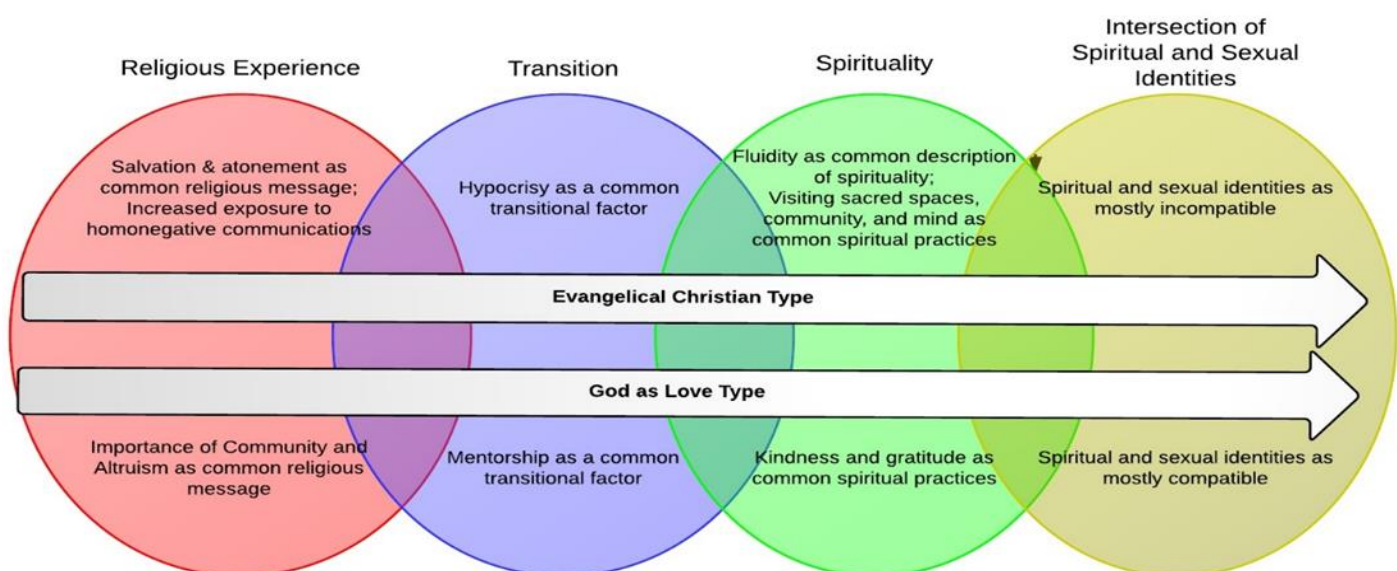 Religious Experience
Transition
Spirituality
Intersection of
Spiritual and Sexual
Identities
Salvation & atonement as
common religious message;
Increased exposure to
homonegative communications
Hypocrisy as a common
transitional factor
Fluidity as common description
of spirituality;
Visiting sacred spaces,
community, and mind as
common spiritual practices
Spiritual and sexual identities as
mostly incompatible
Evangelical Christian Type
God as Love Type
Importance of Community and
Altruism as common religious
message
Mentorship as a common
transitional factor
Kindness and gratitude as
common spiritual practices
Spiritual and sexual identities as
mostly compatible